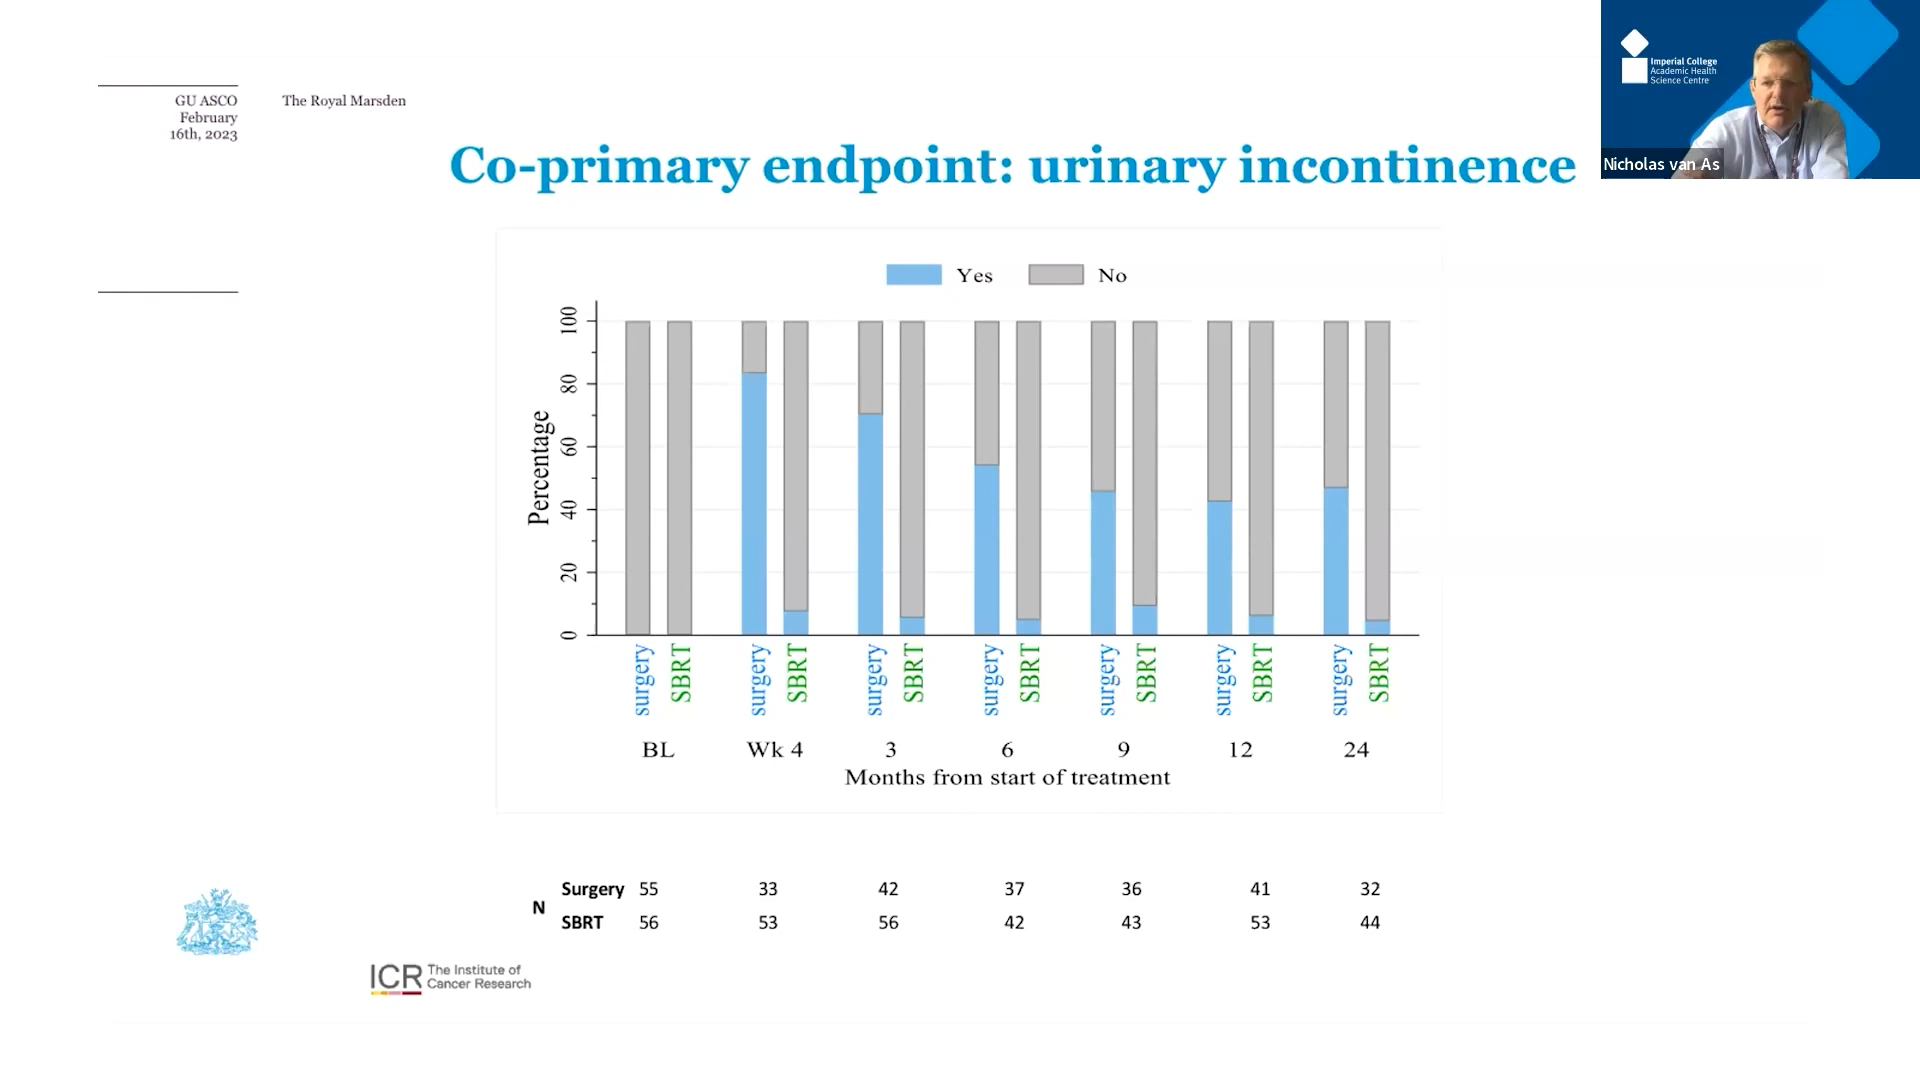 GU ASCO
February
16th, 2023
The Royal Marsden
Imperial College
Academic Health
Science Centre
Nicholas van As
Co-primary endpoint: urinary incontinence
Yes No
Percentage
100
80
60
40
20
0
surgery SBRT surgery SBRT surgery SBRT surgery SBRT surgery SBRT surgery SBRT surgery SBRT
BL Wk 4 3 6 9 12 24
Months from start of treatment
N
Surgery 55 33 42 37 36 41 32
SBRT 56 53 56 42 43 53 44
ICR The Institute of
Cancer Research